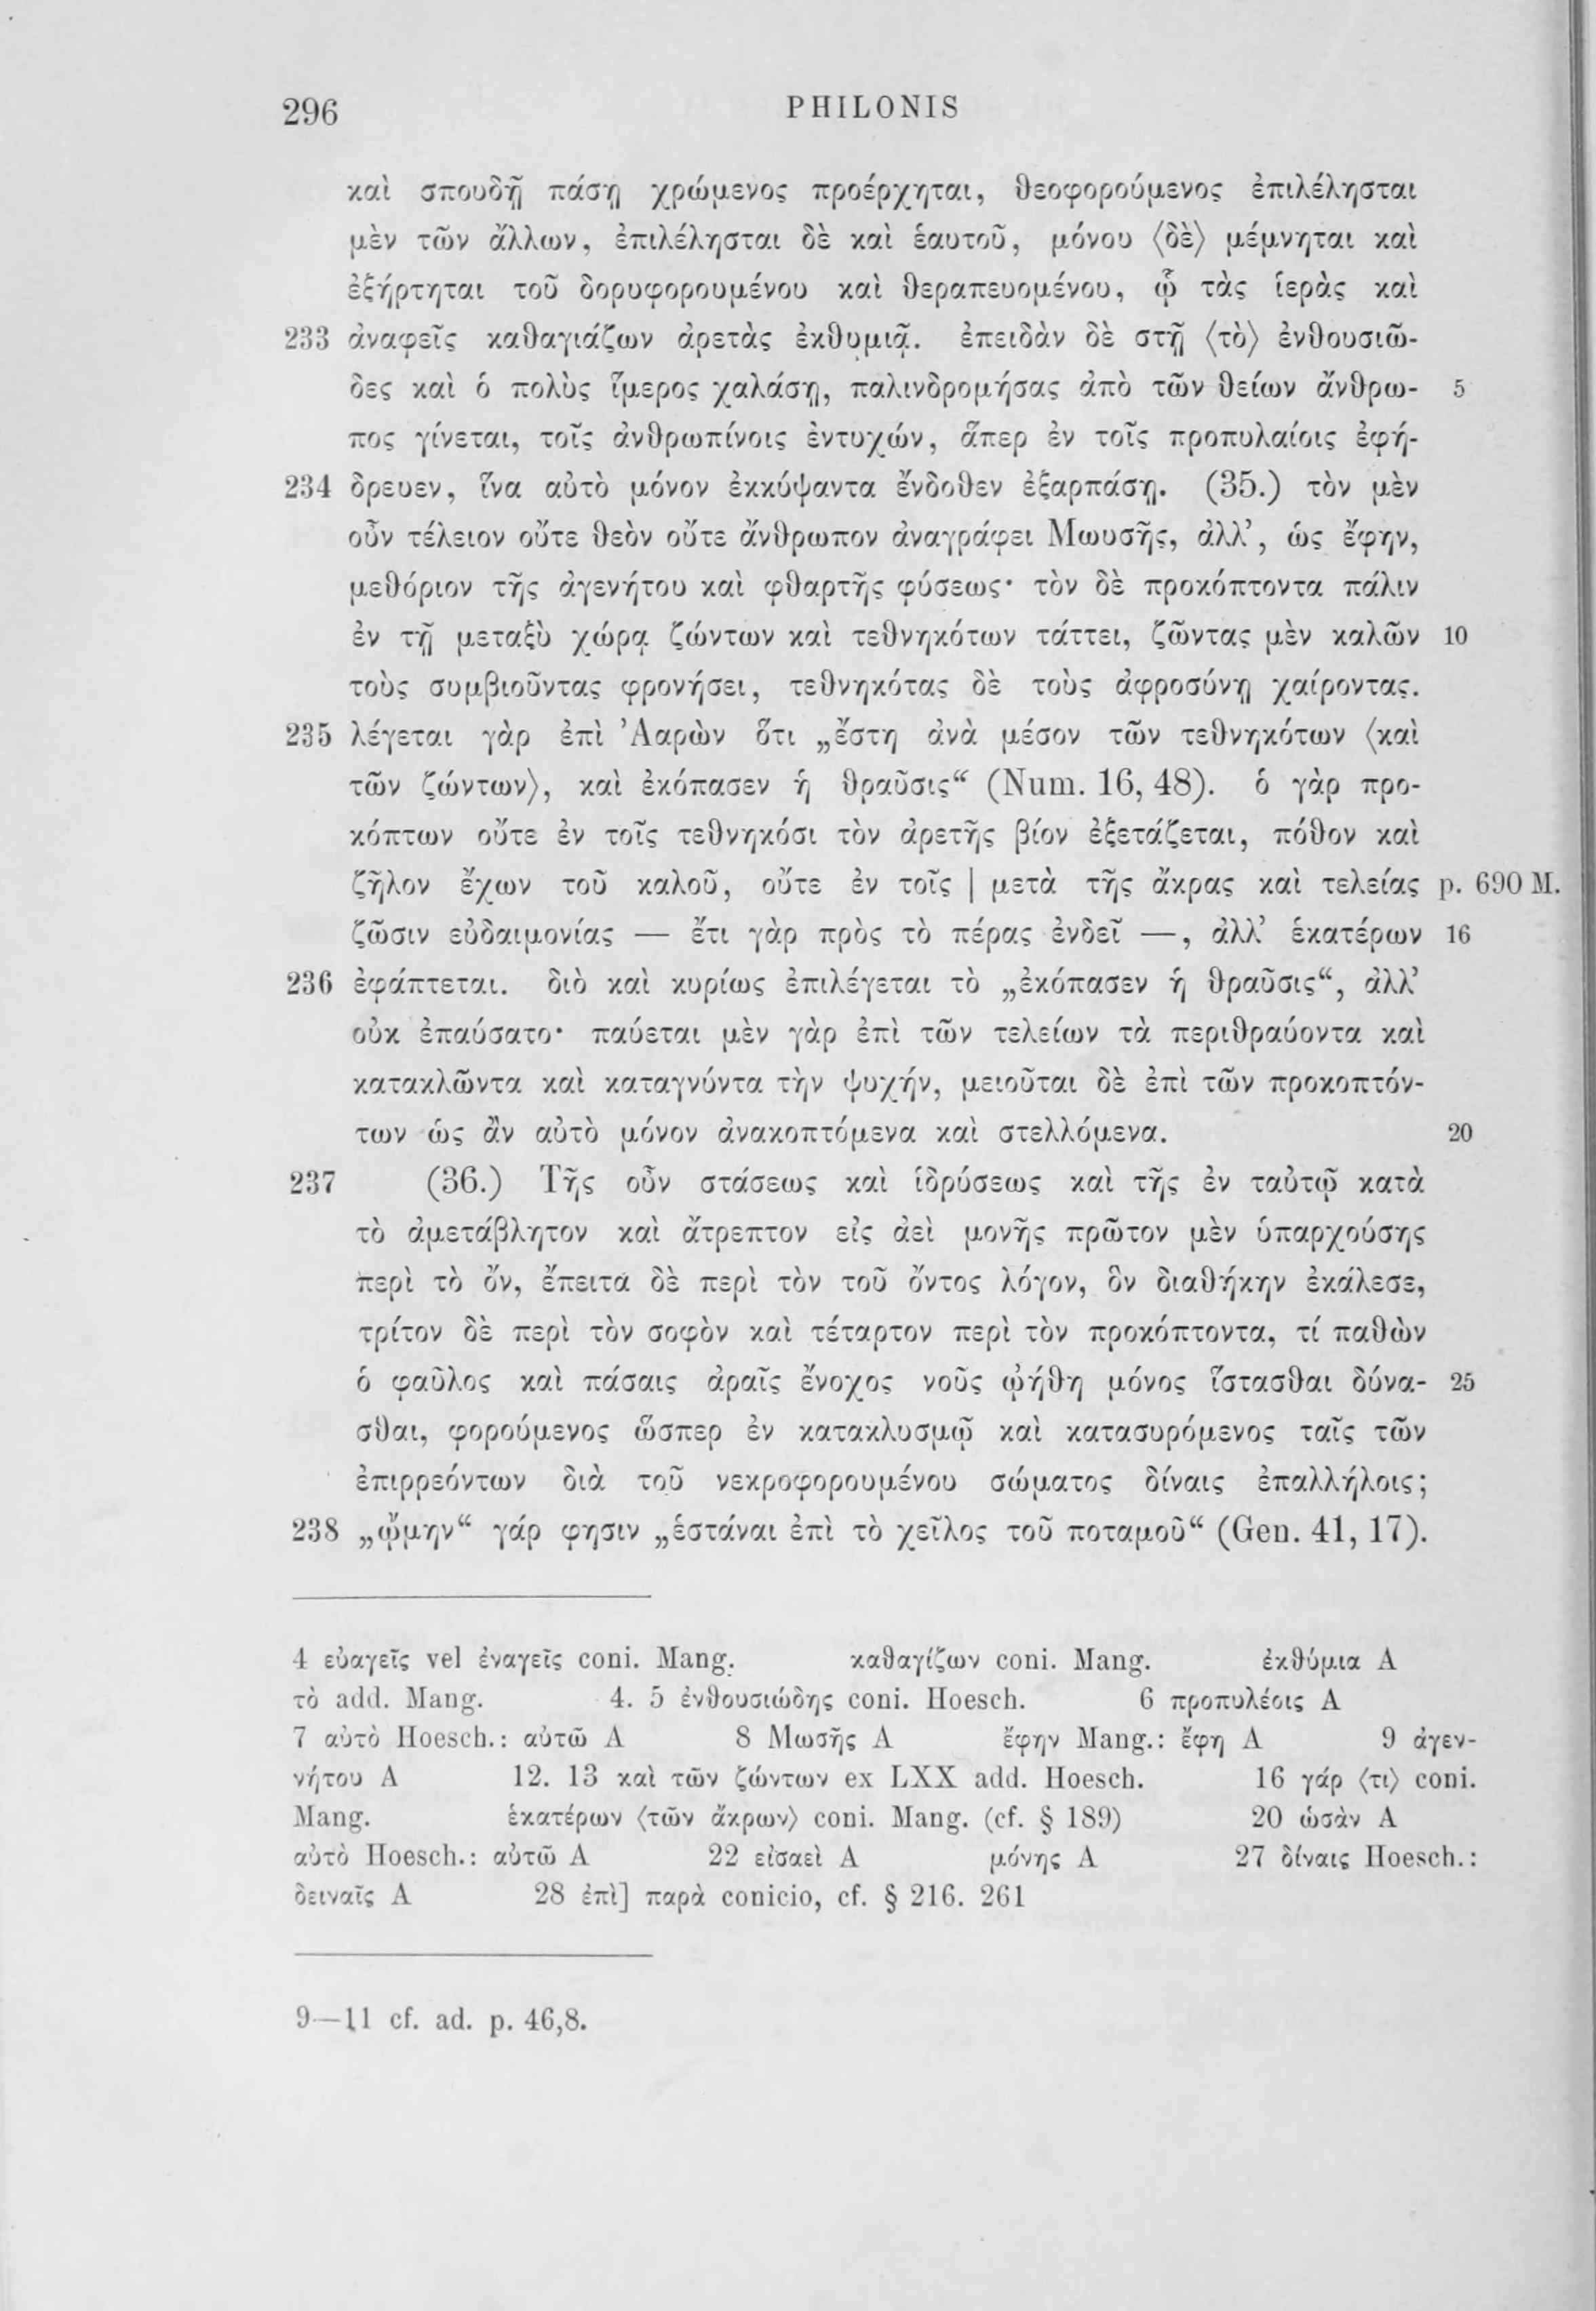 296 PHILONIS
καὶ σπουδῇ πάσῃ χρώμενος προέρχηται, θεοφορούμενος ἐπιλέλησται
μὲν τῶν ἄλλων, ἐπιλέλησται δὲ καὶ ἑαυτοῦ, μόνου ⟨δὲ⟩ μέμνηται καὶ
ἐξήρτηται τοῦ δορυφορουμένου καὶ θεραπευομένου, ᾧ τὰς ἱερὰς καὶ
233 ἀναφεῖς καθαγιάζων ἀρετὰς ἐκθυμιᾷ. ἐπειδὰν δὲ στῇ ⟨τὸ⟩ ἐνθουσιῶ-
δες καὶ ὁ πολὺς ἵμερος χαλάσῃ, παλινδρομήσας ἀπὸ τῶν θείων ἄνθρω- 5
πος γίνεται, τοῖς ἀνθρωπίνοις ἐντυχών, ἅπερ ἐν τοῖς προπυλαίοις ἐφή-
234 δρευεν, ἵνα αὐτὸ μόνον ἐκκύψαντα ἔνδοθεν ἐξαρπάσῃ. (35.) τὸν μὲν
οὖν τέλειον οὔτε θεὸν οὔτε ἄνθρωπον ἀναγράφει Μωυσῆς, ἀλλ’, ὡς ἔφην,
μεθόριον τῆς ἀγενήτου καὶ φθαρτῆς φύσεως· τὸν δὲ προκόπτοντα πάλιν
ἐν τῇ μεταξὺ χώρᾳ ζώντων καὶ τεθνηκότων τάττει, ζῶντας μὲν καλῶν 10
τοὺς συμβιοῦντας φρονήσει, τεθνηκότας δὲ τοὺς ἀφροσύνῃ χαίροντας.
235 λέγεται γὰρ ἐπὶ Ἀαρὼν ὅτι „ἔστη ἀνὰ μέσον τῶν τεθνηκότων ⟨καὶ
τῶν ζώντων⟩, καὶ ἐκόπασεν ἡ θραῦσις“ (Num. 16, 48). ὁ γὰρ προ-
κόπτων οὔτε ἐν τοῖς τεθνηκόσι τὸν ἀρετῆς βίον ἐξετάζεται, πόθον καὶ
ζῆλον ἔχων τοῦ καλοῦ, οὔτε ἐν τοῖς | μετὰ τῆς ἄκρας καὶ τελείας p. 690 M.
ζῶσιν εὐδαιμονίας — ἔτι γὰρ πρὸς τὸ πέρας ἐνδεῖ —, ἀλλ’ ἑκατέρων 16
236 ἐφάπτεται. διὸ καὶ κυρίως ἐπιλέγεται τὸ „ἐκόπασεν ἡ θραῦσις“, ἀλλ’
οὐκ ἐπαύσατο· παύεται μὲν γὰρ ἐπὶ τῶν τελείων τὰ περιθραύοντα καὶ
κατακλῶντα καὶ καταγνύντα τὴν ψυχήν, μειοῦται δὲ ἐπὶ τῶν προκοπτόν-
των ὡς ἂν αὐτὸ μόνον ἀνακοπτόμενα καὶ στελλόμενα. 20
237 (36.) Τῆς οὖν στάσεως καὶ ἱδρύσεως καὶ τῆς ἐν ταὐτῷ κατὰ
τὸ ἀμετάβλητον καὶ ἄτρεπτον εἰς ἀεὶ μονῆς πρῶτον μὲν ὑπαρχούσης
περὶ τὸ ὄν, ἔπειτα δὲ περὶ τὸν τοῦ ὄντος λόγον, ὃν διαθήκην ἐκάλεσε,
τρίτον δὲ περὶ τὸν σοφὸν καὶ τέταρτον περὶ τὸν προκόπτοντα, τί παθὼν
ὁ φαῦλος καὶ πάσαις ἀραῖς ἔνοχος νοῦς ᾠήθη μόνος ἵστασθαι δύνα- 25
σθαι, φορούμενος ὥσπερ ἐν κατακλυσμῷ καὶ κατασυρόμενος ταῖς τῶν
ἐπιρρεόντων διὰ τοῦ νεκροφορουμένου σώματος δίναις ἐπαλλήλοις;
238 „ᾤμην“ γάρ φησιν „ἑστάναι ἐπὶ τὸ χεῖλος τοῦ ποταμοῦ“ (Gen. 41, 17).
4 εὐαγεῖς vel ἐναγεῖς coni. Mang. καθαγίζων coni. Mang. ἐκθύμια A
τὸ add. Mang. 4. 5 ἐνθουσιώδης coni. Hoesch. 6 προπυλέοις A
7 αὐτὸ Hoesch.: αὐτῶ A 8 Μωσῆς A ἔφην Mang.: ἔφη A 9 ἀγεν-
νήτου A 12. 13 καὶ τῶν ζώντων ex LXX add. Hoesch. 16 γάρ ⟨τι⟩ coni.
Mang. ἑκατέρων ⟨τῶν ἄκρων⟩ coni. Mang. (cf. § 189) 20 ὡσὰν A
αὐτὸ Hoesch.: αὐτῶ A 22 εἰσαεὶ A μόνης A 27 δίναις Hoesch.:
δειναῖς A 28 ἐπὶ] παρὰ conicio, cf. § 216. 261
9—11 cf. ad. p. 46,8.